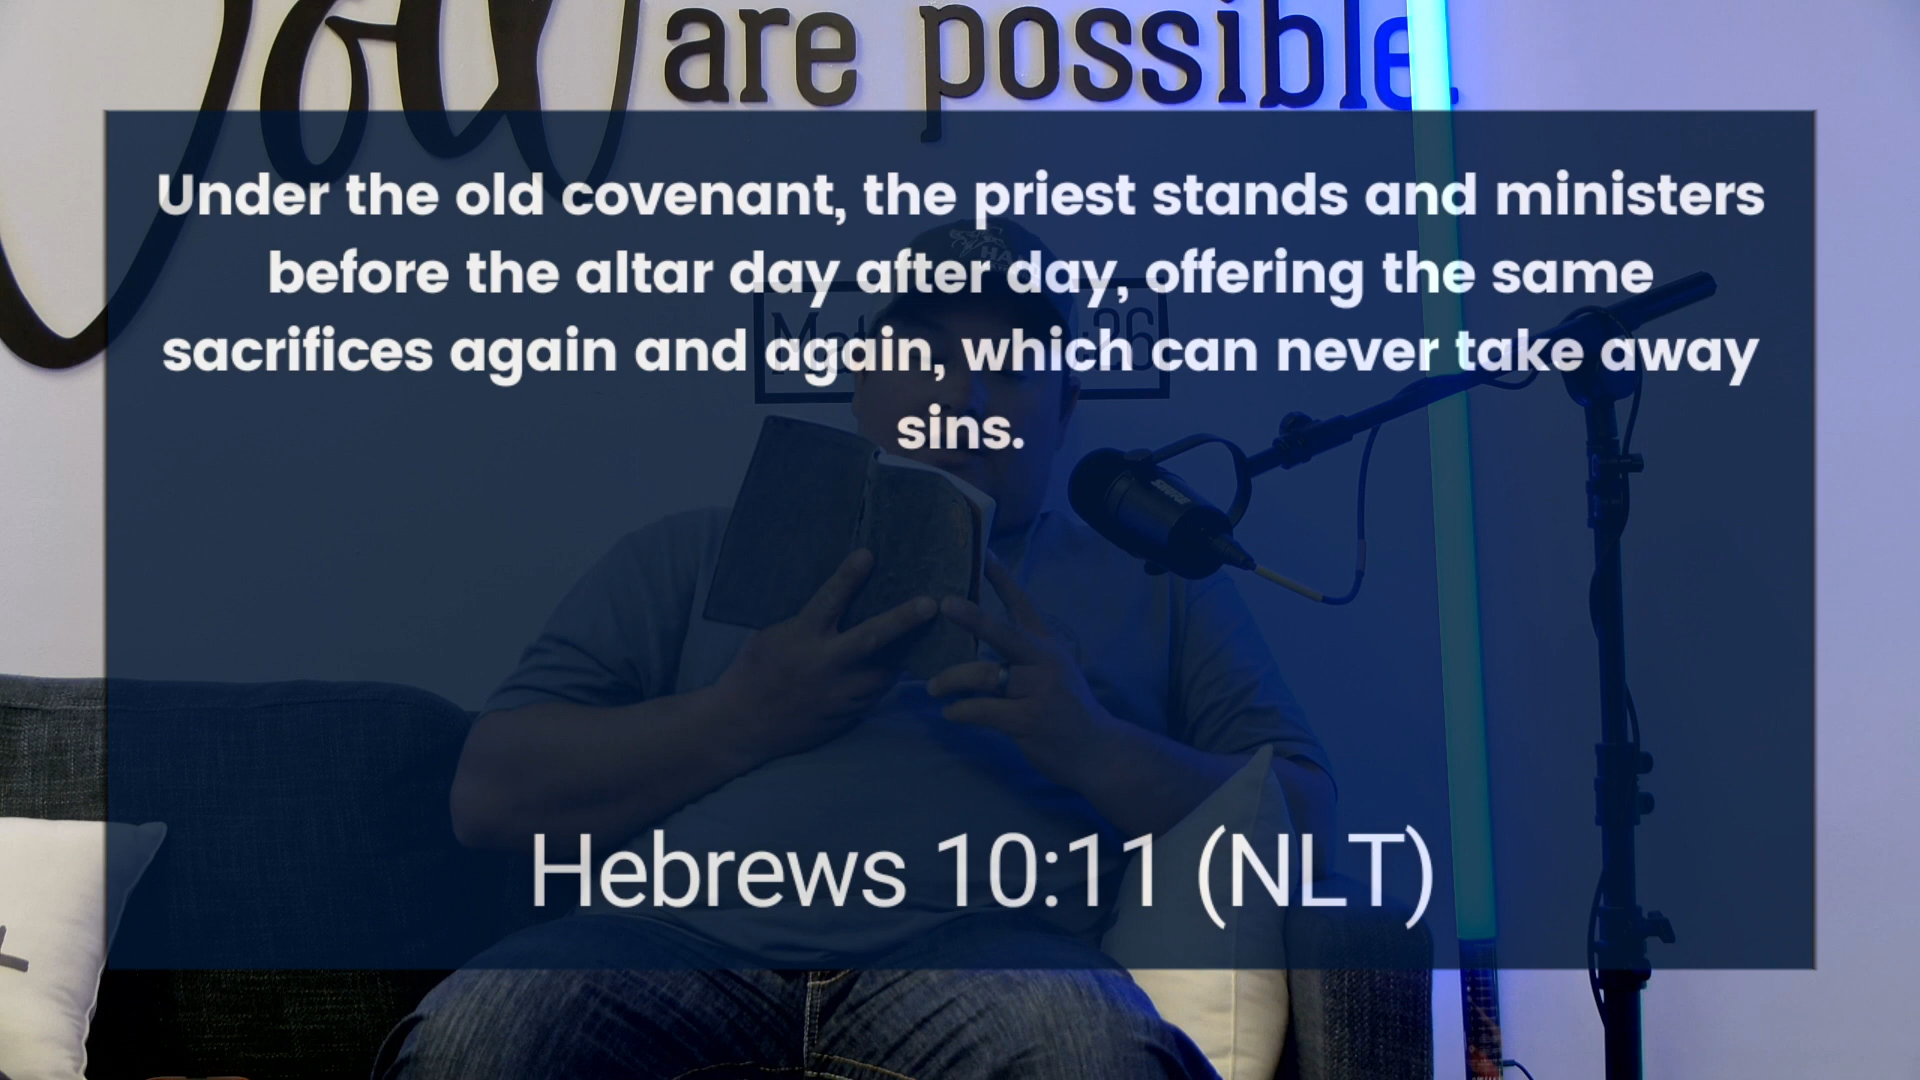 are possible.
Under the old covenant, the priest stands and ministers
before the altar day after day, offering the same
sacrifices again and again, which can never take away
sins.
SHURE
Hebrews 10:11 (NLT)